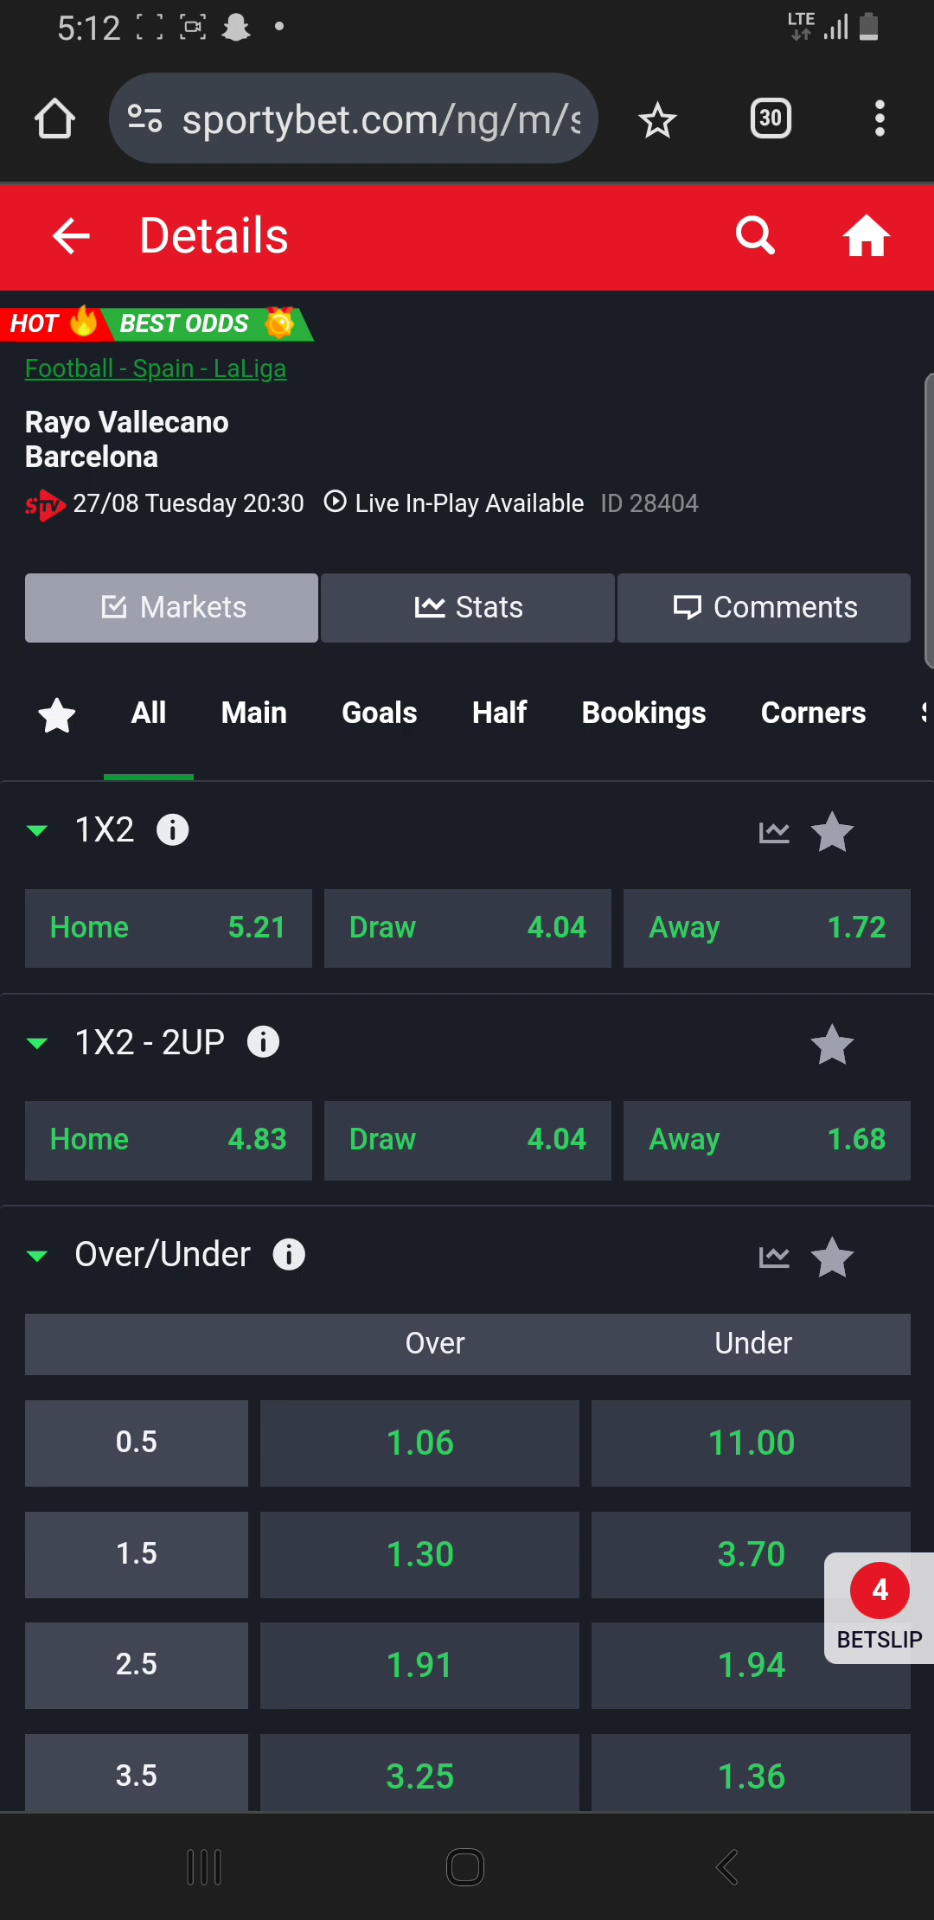 5:12 LTE
sportybet.com/ng/m/s 30
Details
HOT BEST ODDS
Football - Spain - LaLiga
Rayo Vallecano
Barcelona
STV 27/08 Tuesday 20:30 Live In-Play Available ID 28404
Markets Stats Comments
All Main Goals Half Bookings Corners
1X2
Home 5.21 Draw 4.04 Away 1.72
1X2 - 2UP
Home 4.83 Draw 4.04 Away 1.68
Over/Under
Over Under
0.5 1.06 11.00
1.5 1.30 3.70
4
BETSLIP
2.5 1.91 1.94
3.5 3.25 1.36